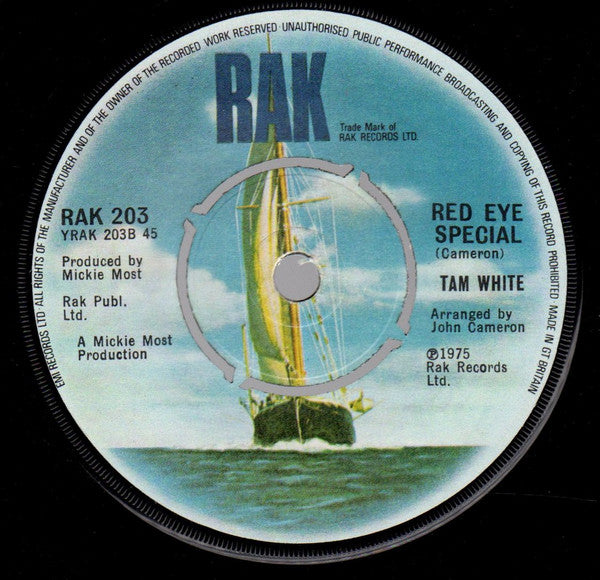 EMI RECORDS LTD ALL RIGHTS OF THE MANUFACTURER AND OF THE OWNER OF THE RECORDED WORK RESERVED UNAUTHORISED PUBLIC PERFORMANCE BROADCASTING AND COPYING OF THIS RECORD PROHIBITED MADE IN GT BRITAIN
RAK
Trade Mark of
RAK RECORDS LTD.
RAK 203
YRAK 203B 45
Produced by
Mickie Most
Rak Publ.
Ltd.
A Mickie Most
Production
RED EYE
SPECIAL
(Cameron)
TAM WHITE
Arranged by
John Cameron
Ⓟ1975
Rak Records
Ltd.